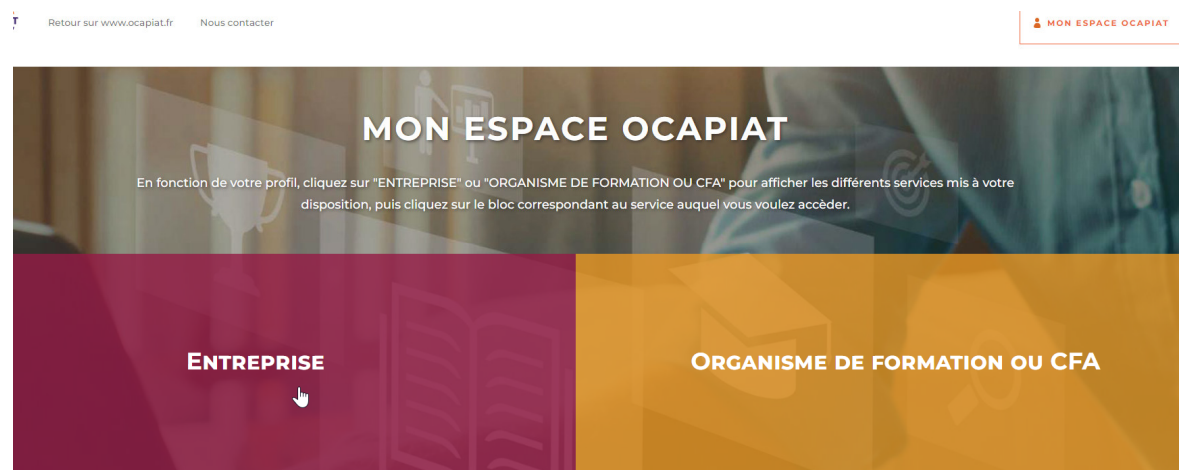 Retour sur www.ocapiat.fr Nous contacter
MON ESPACE OCAPIAT
MON ESPACE OCAPIAT
En fonction de votre profil, cliquez sur "ENTREPRISE" ou "ORGANISME DE FORMATION OU CFA" pour afficher les différents services mis à votre
disposition, puis cliquez sur le bloc correspondant au service auquel vous voulez accèder.
ENTREPRISE
ORGANISME DE FORMATION OU CFA